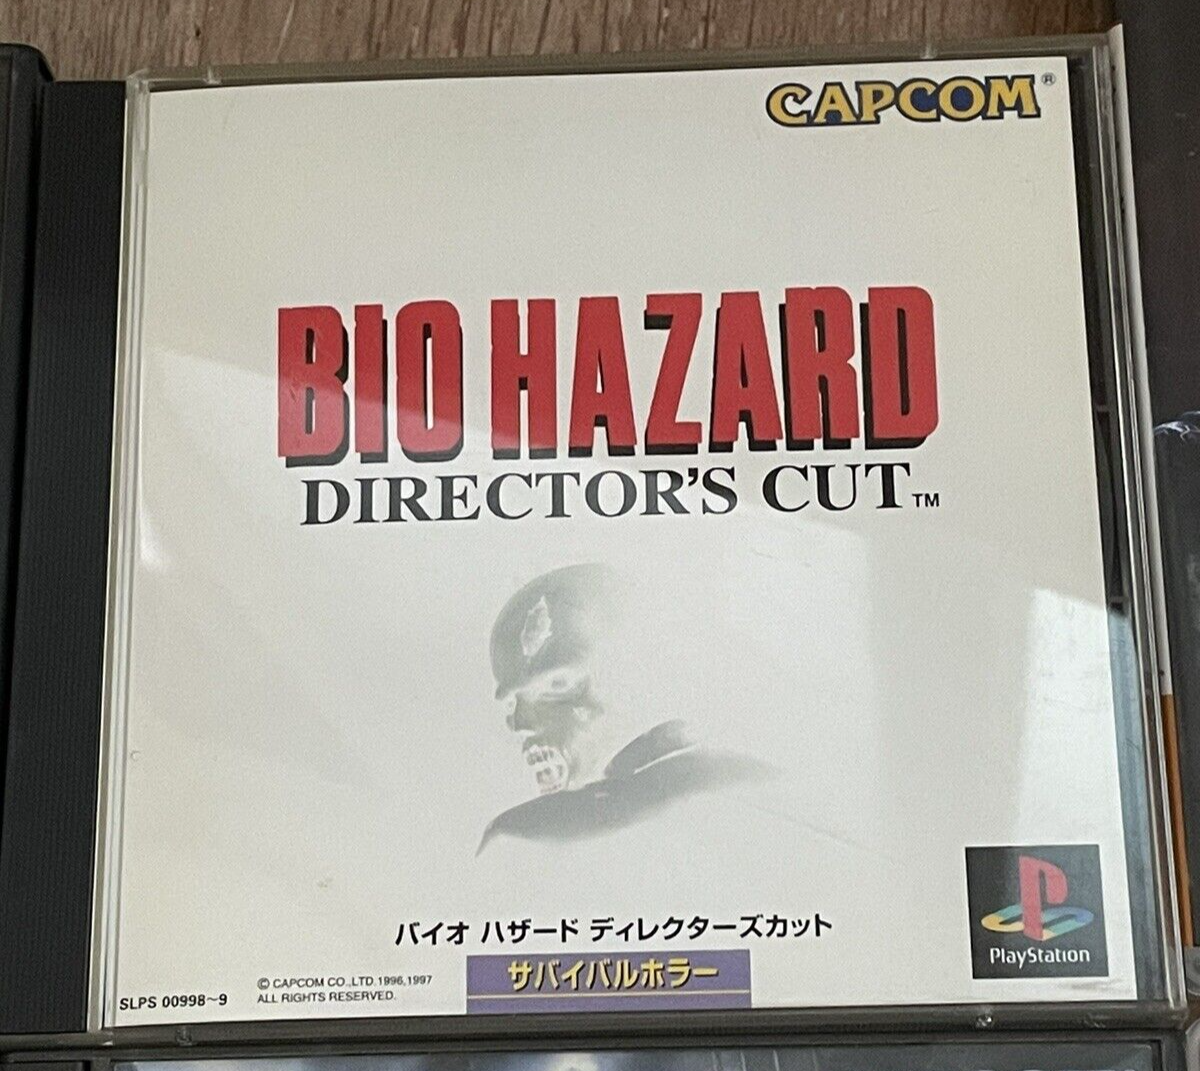 CAPCOM®
BIO HAZARD
DIRECTOR'S CUT™
バイオ ハザード ディレクターズカット
サバイバルホラー
© CAPCOM CO.,LTD.1996,1997
ALL RIGHTS RESERVED.
SLPS 00998~9
PlayStation